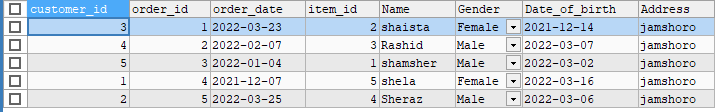 customer_id order_id order_date item_id Name Gender Date_of_birth Address
3 1 2022-03-23 2 shaista Female 2021-12-14 jamshoro
4 2 2022-02-07 3 Rashid Male 2022-03-07 jamshoro
5 3 2022-01-04 1 shamsher Male 2022-03-02 jamshoro
1 4 2021-12-07 5 shela Female 2022-03-16 jamshoro
2 5 2022-03-25 4 Sheraz Male 2022-03-06 jamshoro